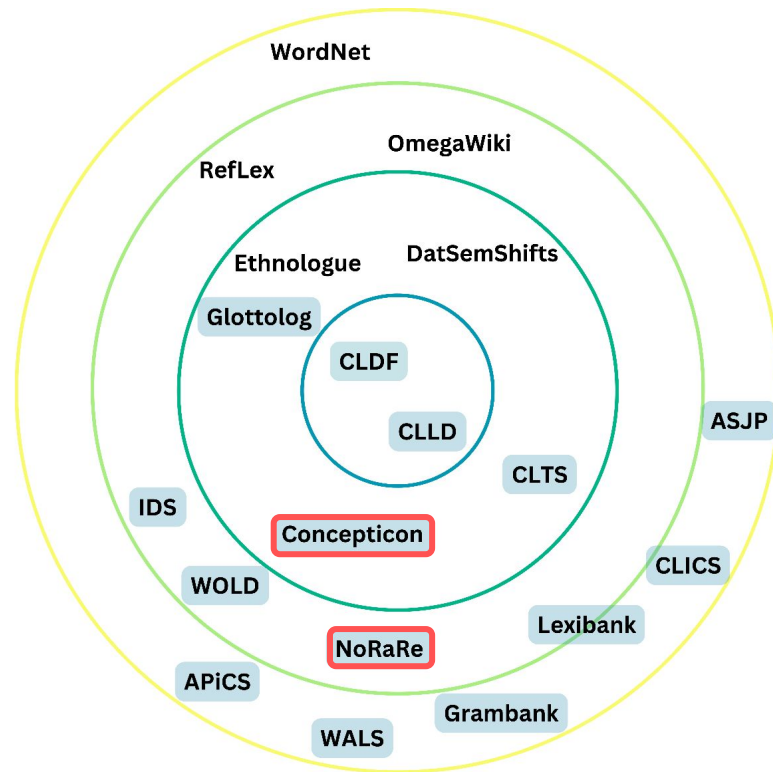 WordNet
OmegaWiki
RefLex
DatSemShifts
Ethnologue
Glottolog
CLDF
ASJP
CLLD
CLTS
IDS
Concepticon
CLICS
WOLD
Lexibank
NoRaRe
APiCS
Grambank
WALS